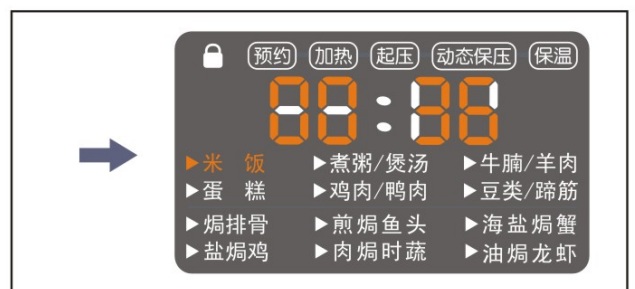 预约 加热 起压 动态保压 保温
88:88
▶米 饭 ▶煮粥/煲汤 ▶牛腩/羊肉
▶蛋 糕 ▶鸡肉/鸭肉 ▶豆类/蹄筋
▶焗排骨 ▶煎焗鱼头 ▶海盐焗蟹
▶盐焗鸡 ▶肉焗时蔬 ▶油焗龙虾